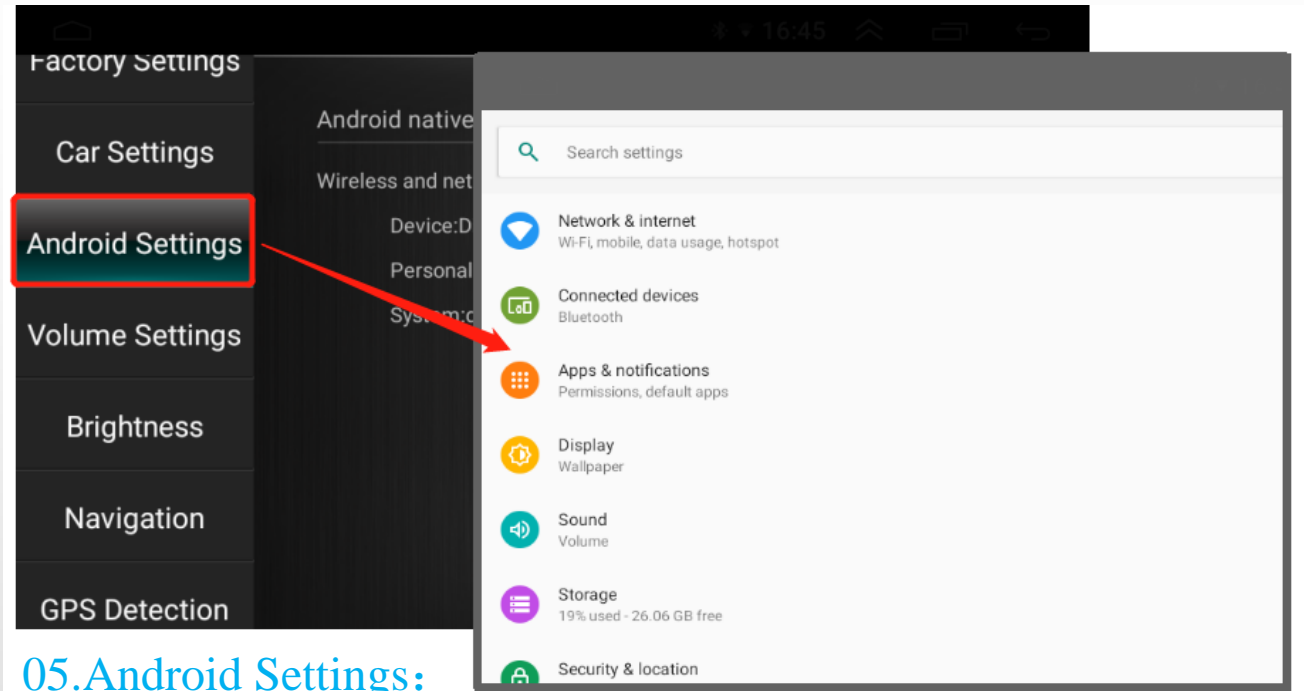 16:45
Factory Settings
Car Settings
Android Settings
Volume Settings
Brightness
Navigation
GPS Detection
Android native
Wireless and net
Device:D
Personal
System:
Search settings
Network & internet
Wi-Fi, mobile, data usage, hotspot
Connected devices
Bluetooth
Apps & notifications
Permissions, default apps
Display
Wallpaper
Sound
Volume
Storage
19% used - 26.06 GB free
Security & location
05.Android Settings：